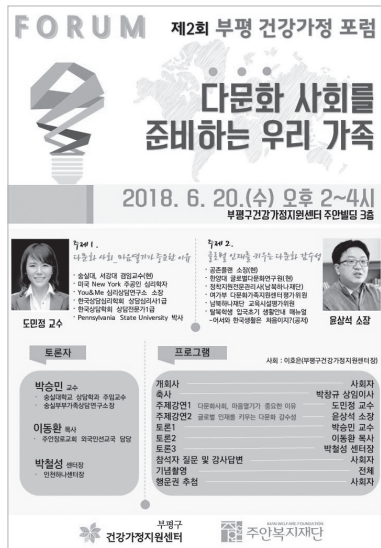 FORUM 제2회 부평 건강가정 포럼
다문화 사회를
준비하는 우리 가족
2018. 6. 20.(수) 오후 2~4시
부평구건강가정지원센터 주안빌딩 3층
주제 1.
다문화 사회_마음열기가 중요한 이유
· 숭실대, 서강대 겸임교수(현)
· 미국 New York 주공인 심리학자
· You&Me 심리상담연구소 소장
· 한국상담심리학회 상담심리사1급
· 한국상담학회 상담전문가1급
· Pennsylvania State University 박사
도민정 교수
주제 2.
글로벌 인재를 키우는 다문화 감수성
· 공존플랜 소장(현)
· 한양대 글로벌다문화연구원(현)
· 정착지원전문관리사(남북하나재단)
· 여가부 다문화가족지원센터평가위원
· 남북하나재단 교육시설평가위원
· 탈북학생 입국초기 생활안내 매뉴얼
-어서와 한국생활은 처음이지?(공저)
윤상석 소장
토론자
박승민 교수
· 숭실대학교 상담학과 주임교수
· 숭실부부가족상담연구소장
이동환 목사
· 주안장로교회 외국인선교국 담당
박철성 센터장
· 인천하나센터장
프로그램
사회 : 이호은(부평구건강가정지원센터장)
개회사 사회자
축사 박창규 상임이사
주제강연1 다문화사회, 마음열기가 중요한 이유 도민정 교수
주제강연2 글로벌 인재를 키우는 다문화 감수성 윤상석 소장
토론1 박승민 교수
토론2 이동환 목사
토론3 박철성 센터장
참석자 질문 및 감사답변 사회자
기념촬영 전체
행운권 추첨 사회자
부평구
건강가정지원센터
JUAN WELFARE FOUNDATION
주안복지재단